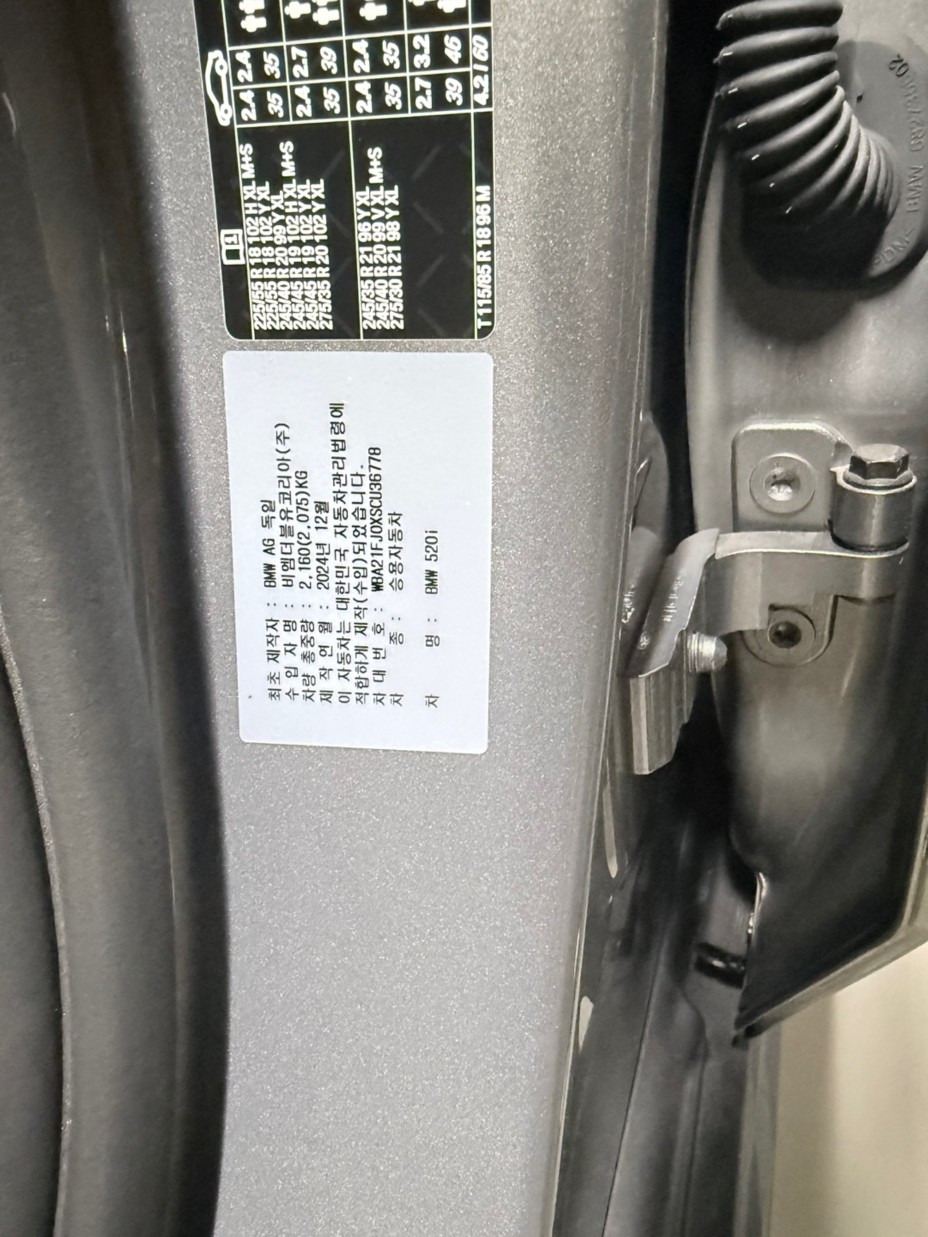 225/55 R 18 102 H XL M+S 2.4 2.4
225/55 R 18 102 Y XL 35 35
245/40 R 20 99 Y XL
245/45 R 19 102 H XL M+S 2.4 2.7
245/45 R 19 102 Y XL 35 39
275/35 R 20 102 Y XL
245/35 R 21 96 Y XL 2.4 2.4
245/40 R 20 99 V XL M+S 35 35
275/30 R 21 98 Y XL
2.7 3.2
39 46
T 115/85 R 18 96 M 4.2 / 60
최초 제작자 : BMW AG 독일
수 입 자 명 : 비엠더블유코리아(주)
차량 총중량 : 2,160(2,075)KG
제 작 연 월 : 2024년 12월
이 자동차는 대한민국 자동차관리법령에
적합하게 제작(수입)되었습니다.
차 대 번 호 : WBA21FJ0XSCU36778
차 종 : 승용자동차
차 명 : BMW 520i
BMW